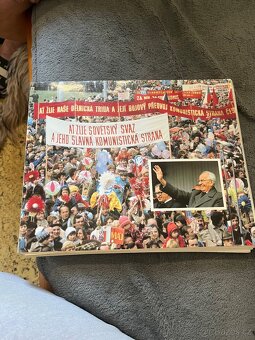 AŤ ŽIJE NAŠE DĚLNICKÁ TŘÍDA A JEJÍ BOJOVÝ PŘEDVOJ KOMUNISTICKÁ STRANA
AŤ ŽIJE SOVĚTSKÝ SVAZ
A JEHO SLAVNÁ KOMUNISTICKÁ STRANA